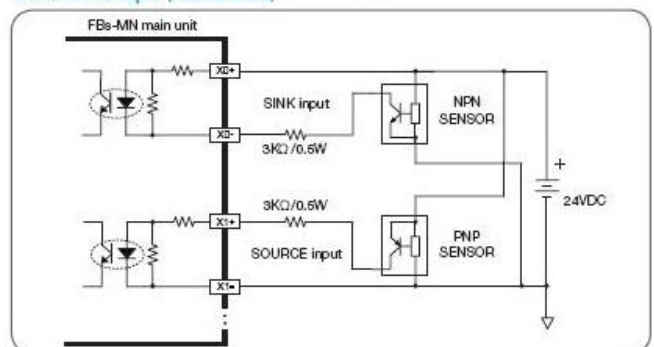 FBs-MN main unit
X0+
SINK input
NPN
SENSOR
X0-
3KΩ/0.5W
+
24VDC
3KΩ/0.5W
X1+
SOURCE input
PNP
SENSOR
X1-